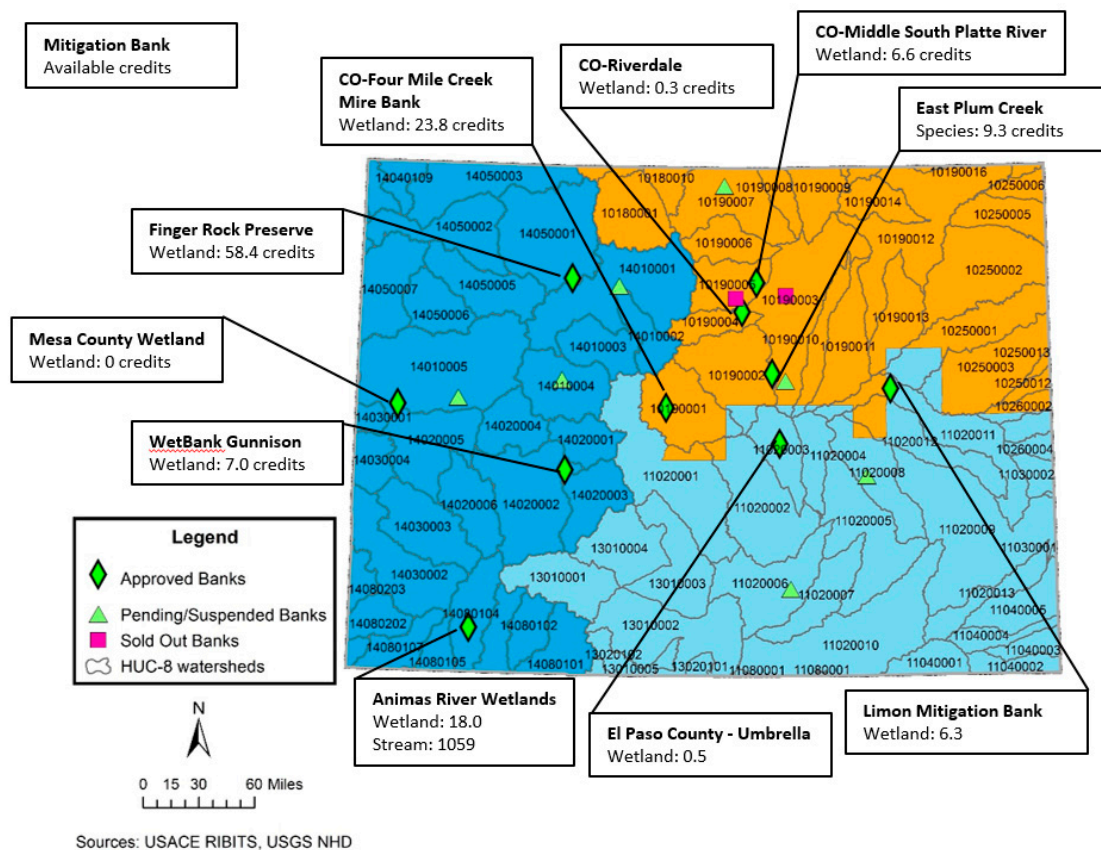 Mitigation Bank
Available credits
CO-Four Mile Creek
Mire Bank
Wetland: 23.8 credits
CO-Riverdale
Wetland: 0.3 credits
CO-Middle South Platte River
Wetland: 6.6 credits
East Plum Creek
Species: 9.3 credits
Finger Rock Preserve
Wetland: 58.4 credits
Mesa County Wetland
Wetland: 0 credits
WetBank Gunnison
Wetland: 7.0 credits
14040109
14050003
10180010
10190008
10190009
10190016
10250006
10190007
10190014
10180001
10250005
14050002
14050001
10190006
10190012
14010001
10250002
14050005
10190005
14050007
10190003
14050006
10190004
10190013
14010002
10250001
14010003
10190010
10190011
10250013
14010005
10250003
10190002
14010004
10250012
10190001
10260002
14030001
14020004
11020011
14020005
14020001
11020012
10260004
11020003
11020004
14030004
11020001
11020008
11030002
14020003
14020006
14020002
11020002
11020005
14030003
11020009
13010004
11030001
14030002
13010001
13010003
11020006
14080203
11020007
11020013
11040005
14080104
14080202
14080102
13010002
11020010
11040004
11040003
14080105
14080101
13020102
13010005
13020101
11080001
11080001
11040001
11040002
Legend
Approved Banks
Pending/Suspended Banks
Sold Out Banks
HUC-8 watersheds
N
0 15 30 60 Miles
Animas River Wetlands
Wetland: 18.0
Stream: 1059
El Paso County - Umbrella
Wetland: 0.5
Limon Mitigation Bank
Wetland: 6.3
Sources: USACE RIBITS, USGS NHD